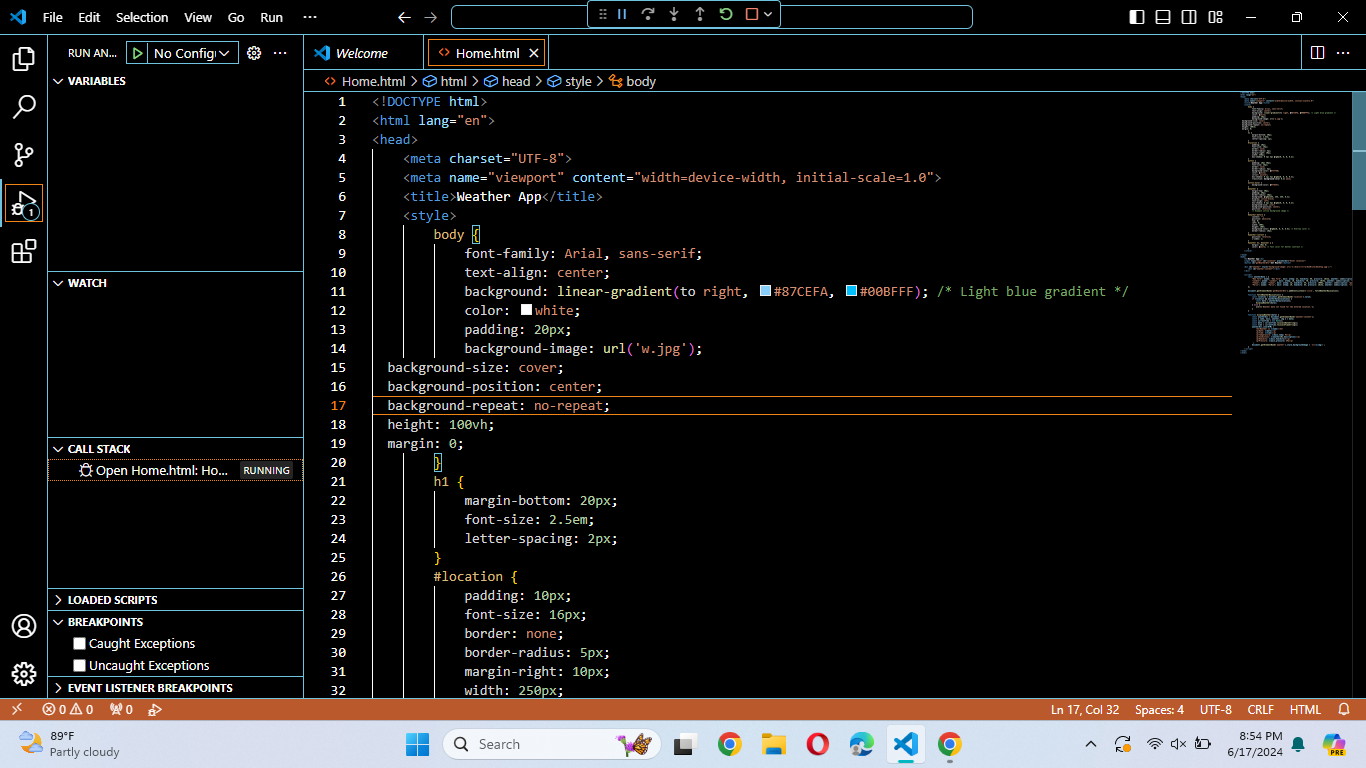 File Edit Selection View Go Run ···
RUN AN... No Config ···
Welcome
Home.html
VARIABLES
WATCH
CALL STACK
Open Home.html: Ho... RUNNING
LOADED SCRIPTS
BREAKPOINTS
Caught Exceptions
Uncaught Exceptions
EVENT LISTENER BREAKPOINTS
1
Home.html > html > head > style > body
1 <!DOCTYPE html>
2 <html lang="en">
3 <head>
4 <meta charset="UTF-8">
5 <meta name="viewport" content="width=device-width, initial-scale=1.0">
6 <title>Weather App</title>
7 <style>
8 body {
9 font-family: Arial, sans-serif;
10 text-align: center;
11 background: linear-gradient(to right, #87CEFA, #00BFFF); /* Light blue gradient */
12 color: white;
13 padding: 20px;
14 background-image: url('w.jpg');
15 background-size: cover;
16 background-position: center;
17 background-repeat: no-repeat;
18 height: 100vh;
19 margin: 0;
20 }
21 h1 {
22 margin-bottom: 20px;
23 font-size: 2.5em;
24 letter-spacing: 2px;
25 }
26 #location {
27 padding: 10px;
28 font-size: 16px;
29 border: none;
30 border-radius: 5px;
31 margin-right: 10px;
32 width: 250px;
0 0 0 Ln 17, Col 32 Spaces: 4 UTF-8 CRLF HTML
89°F
Partly cloudy
Search
PRE
8:54 PM
6/17/2024